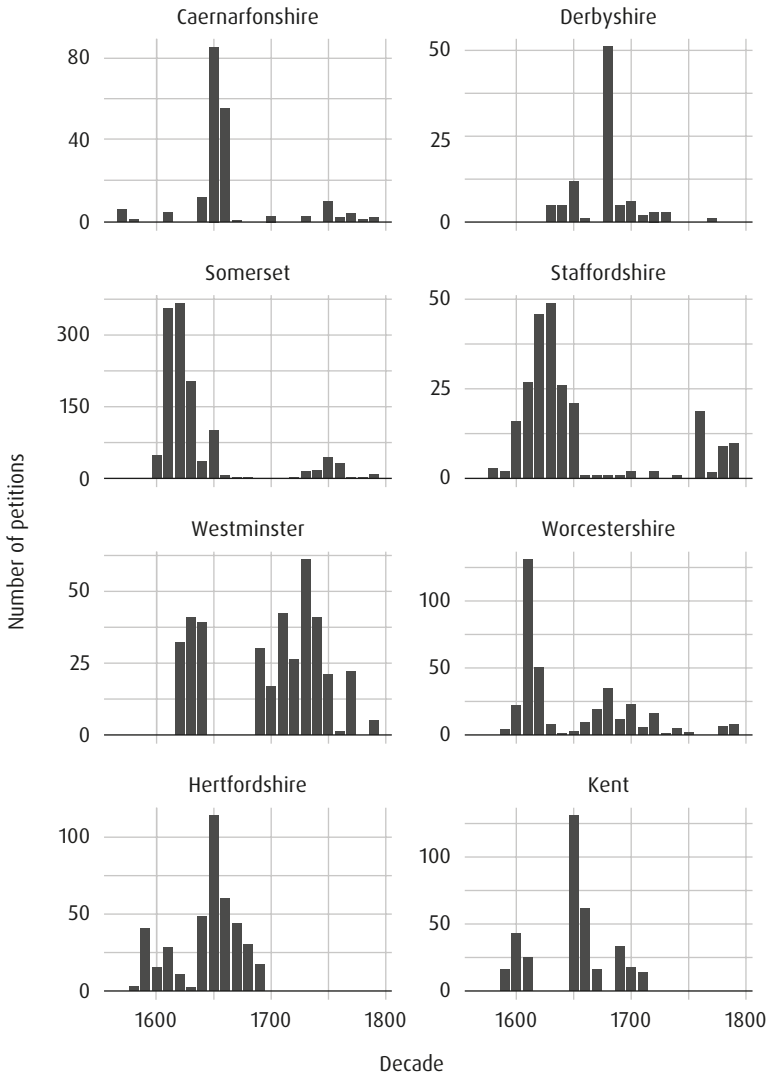 Caernarfonshire
Derbyshire
80
40
0
50
25
0
Somerset
Staffordshire
300
150
0
50
25
0
Number of petitions
Westminster
Worcestershire
50
25
0
100
50
0
Hertfordshire
Kent
100
50
0
100
50
0
1600 1700 1800
1600 1700 1800
Decade